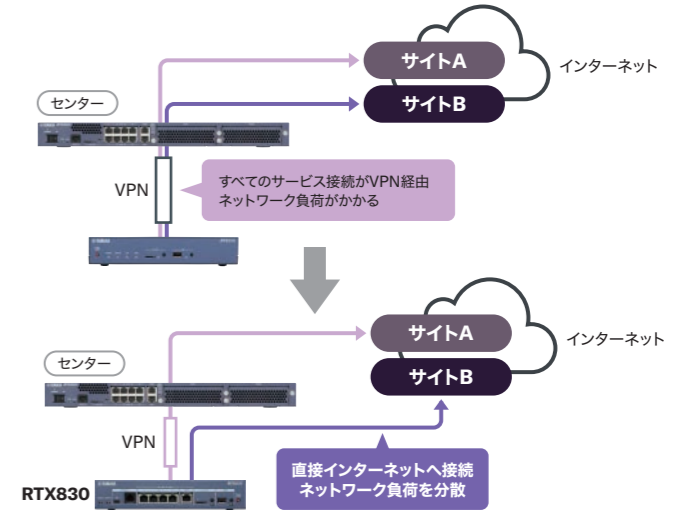 サイトA
インターネット
サイトB
センター
VPN
すべてのサービス接続がVPN経由
ネットワーク負荷がかかる
サイトA
インターネット
サイトB
センター
VPN
直接インターネットへ接続
ネットワーク負荷を分散
RTX830